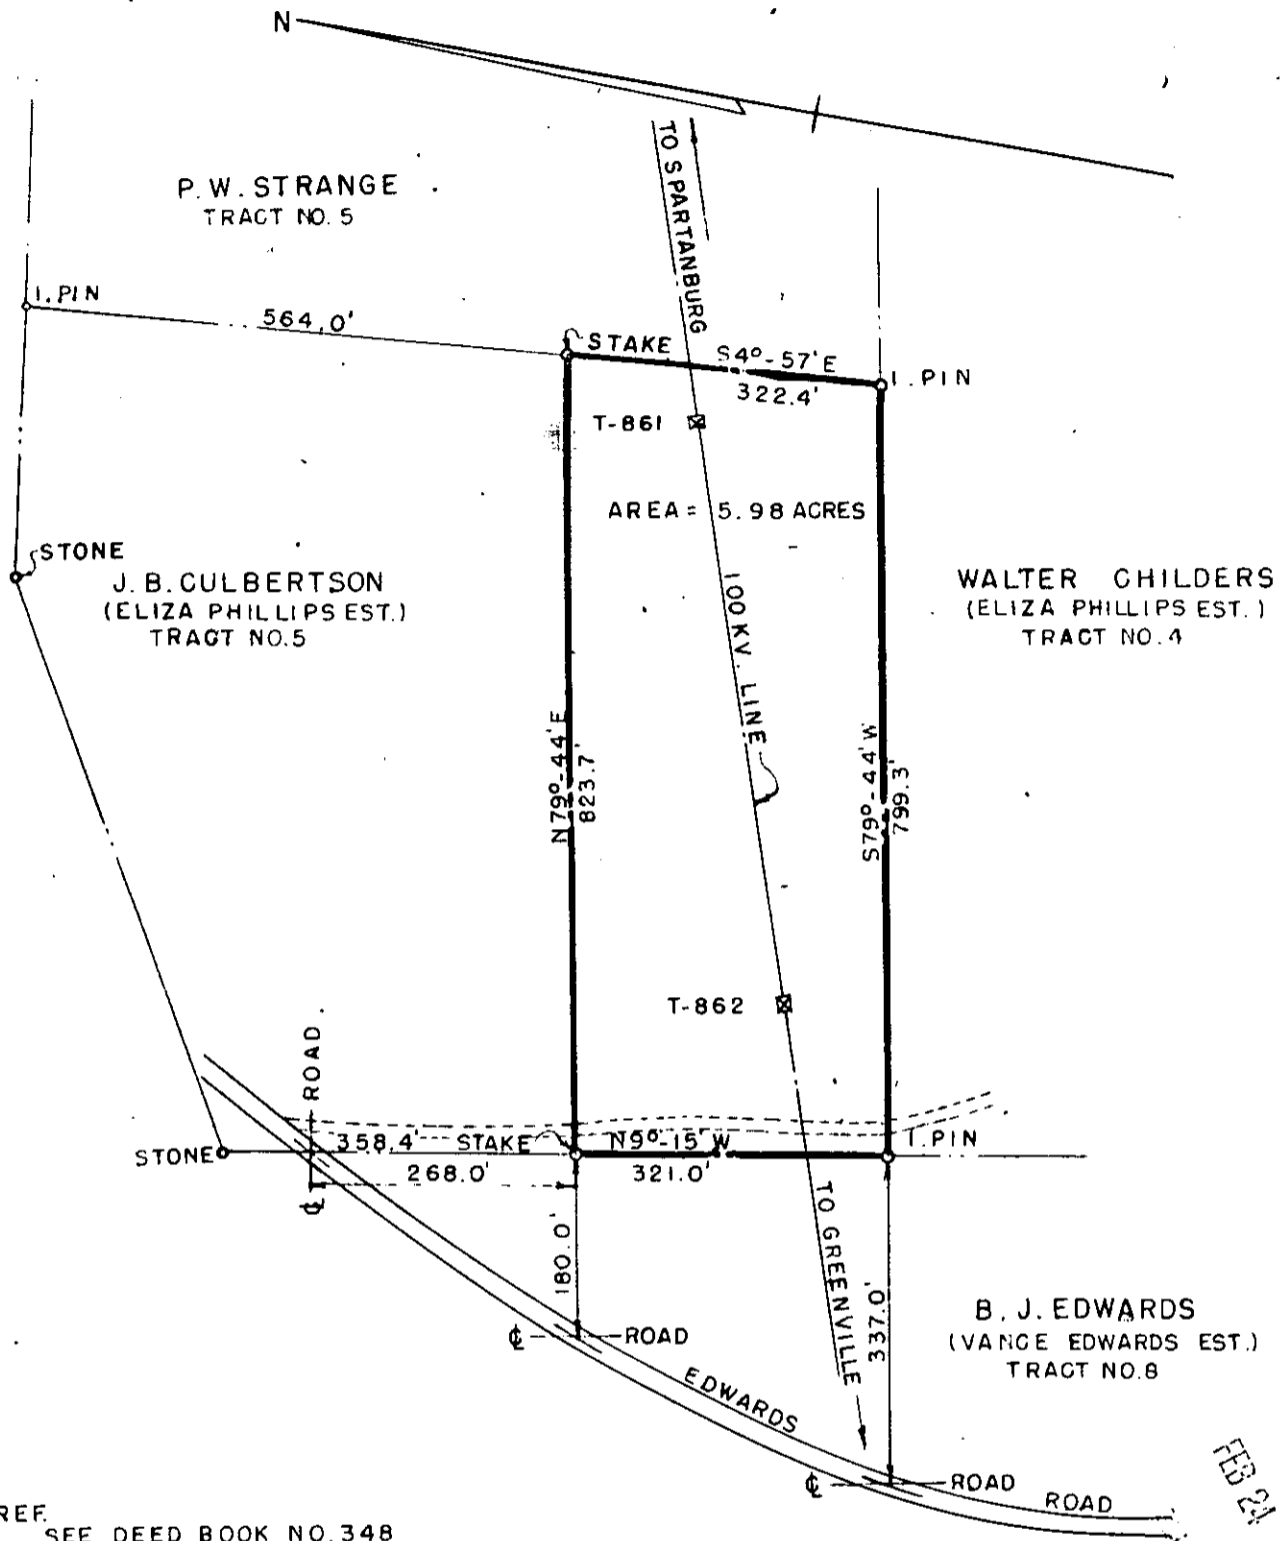 N
TO SPARTANBURG
P. W. STRANGE
TRACT NO. 5
I. PIN
564.0'
STAKE
S4°-57'E
322.4'
I. PIN
T-861
AREA = 5.98 ACRES
STONE
J. B. CULBERTSON
(ELIZA PHILLIPS EST.)
TRACT NO. 5
WALTER CHILDERS
(ELIZA PHILLIPS EST.)
TRACT NO. 4
100 KV. LINE
N79°-44'E
823.7'
S79°-44'W
799.3'
T-862
ROAD
STONE
358.4'
STAKE
N9°-15'W
I. PIN
268.0'
321.0'
℄
180.0'
TO GREENVILLE
337.0'
℄
ROAD
B. J. EDWARDS
(VANCE EDWARDS EST.)
TRACT NO. 8
EDWARDS
℄
ROAD
ROAD
FEB 24
REF.
SEE DEED BOOK NO. 348